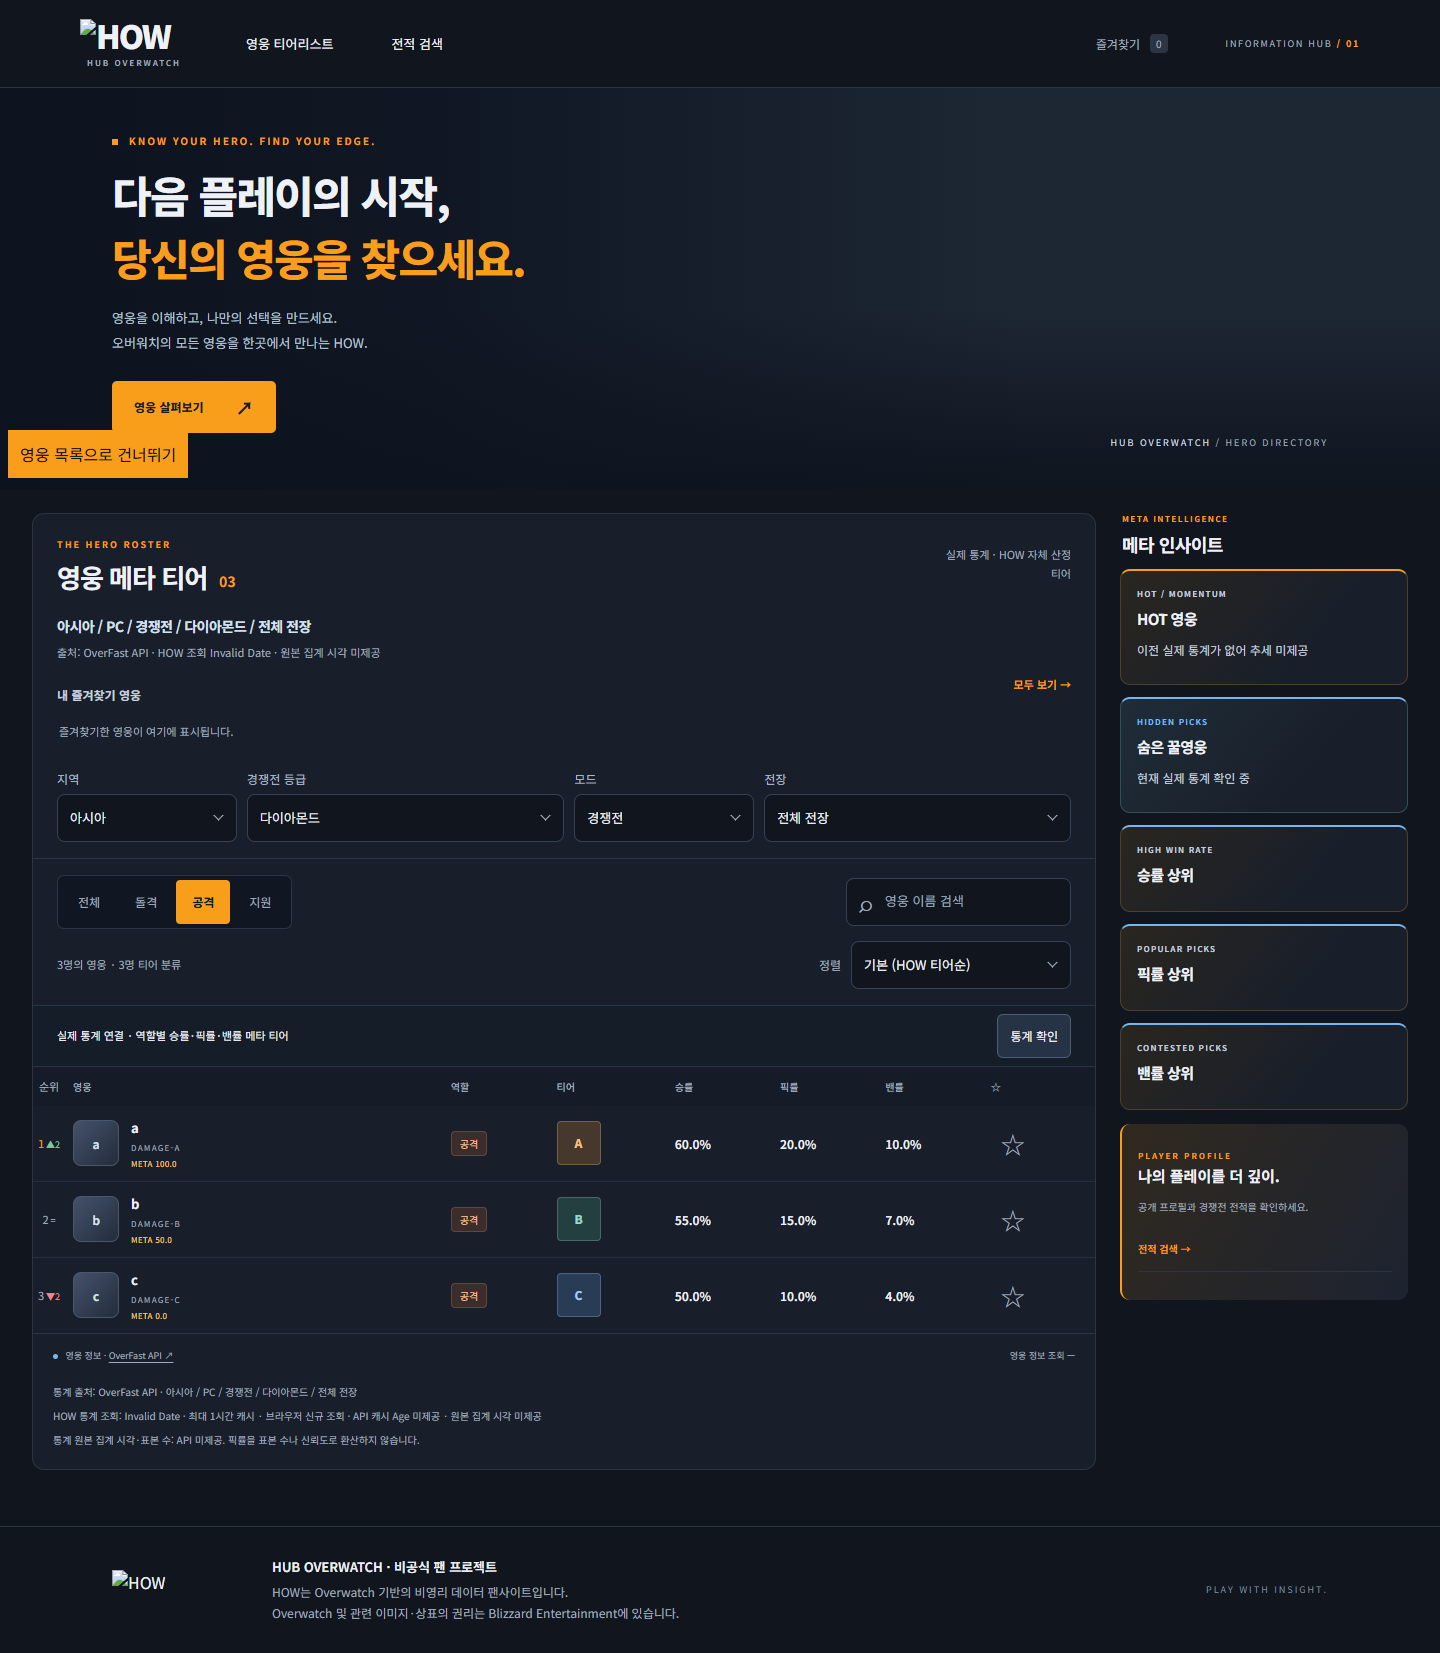 HOW
HUB OVERWATCH
영웅 티어리스트
전적 검색
즐겨찾기 0
INFORMATION HUB / 01
KNOW YOUR HERO. FIND YOUR EDGE.
다음 플레이의 시작,
당신의 영웅을 찾으세요.
영웅을 이해하고, 나만의 선택을 만드세요.
오버워치의 모든 영웅을 한곳에서 만나는 HOW.
영웅 살펴보기 ↗
영웅 목록으로 건너뛰기
HUB OVERWATCH / HERO DIRECTORY
THE HERO ROSTER
영웅 메타 티어 03
실제 통계 · HOW 자체 산정
티어
아시아 / PC / 경쟁전 / 다이아몬드 / 전체 전장
출처: OverFast API · HOW 조회 Invalid Date · 원본 집계 시각 미제공
내 즐겨찾기 영웅
모두 보기 →
즐겨찾기한 영웅이 여기에 표시됩니다.
지역
경쟁전 등급
모드
전장
아시아
다이아몬드
경쟁전
전체 전장
전체
돌격
공격
지원
영웅 이름 검색
3명의 영웅 · 3명 티어 분류
정렬
기본 (HOW 티어순)
실제 통계 연결 · 역할별 승률·픽률·밴률 메타 티어
통계 확인
순위 영웅 역할 티어 승률 픽률 밴률 ☆
1 ▲2 a a 공격 A 60.0% 20.0% 10.0% ☆
DAMAGE-A
META 100.0
2 = b b 공격 B 55.0% 15.0% 7.0% ☆
DAMAGE-B
META 50.0
3 ▼2 c c 공격 C 50.0% 10.0% 4.0% ☆
DAMAGE-C
META 0.0
영웅 정보 · OverFast API ↗
영웅 정보 조회 —
통계 출처: OverFast API · 아시아 / PC / 경쟁전 / 다이아몬드 / 전체 전장
HOW 통계 조회: Invalid Date · 최대 1시간 캐시 · 브라우저 신규 조회 · API 캐시 Age 미제공 · 원본 집계 시각 미제공
통계 원본 집계 시각·표본 수: API 미제공. 픽률을 표본 수나 신뢰도로 환산하지 않습니다.
META INTELLIGENCE
메타 인사이트
HOT / MOMENTUM
HOT 영웅
이전 실제 통계가 없어 추세 미제공
HIDDEN PICKS
숨은 꿀영웅
현재 실제 통계 확인 중
HIGH WIN RATE
승률 상위
POPULAR PICKS
픽률 상위
CONTESTED PICKS
밴률 상위
PLAYER PROFILE
나의 플레이를 더 깊이.
공개 프로필과 경쟁전 전적을 확인하세요.
전적 검색 →
HOW
HUB OVERWATCH · 비공식 팬 프로젝트
HOW는 Overwatch 기반의 비영리 데이터 팬사이트입니다.
Overwatch 및 관련 이미지·상표의 권리는 Blizzard Entertainment에 있습니다.
PLAY WITH INSIGHT.